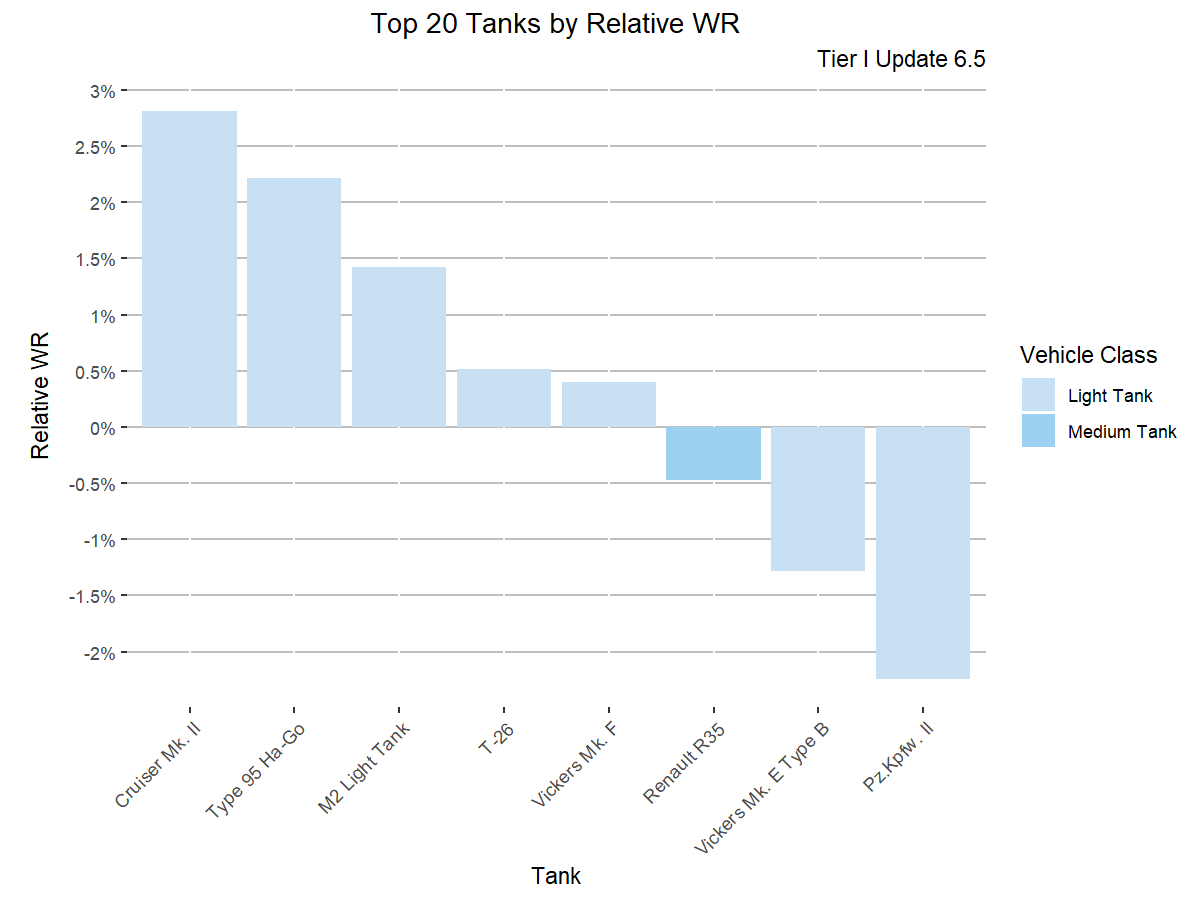 Top 20 Tanks by Relative WR
Tier I Update 6.5
3%
2.5%
2%
1.5%
1%
0.5%
0%
-0.5%
-1%
-1.5%
-2%
Relative WR
Cruiser Mk. II
Type 95 Ha-Go
M2 Light Tank
T-26
Vickers Mk. F
Renault R35
Vickers Mk. E Type B
Pz.Kpfw. II
Tank
Vehicle Class
Light Tank
Medium Tank